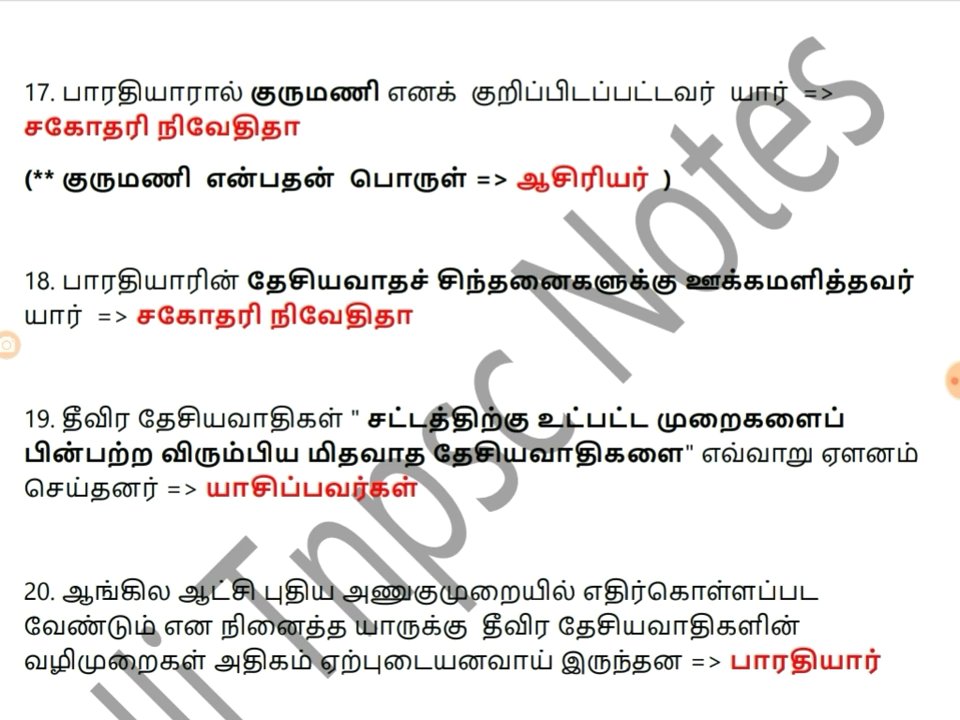 17. பாரதியாரால் குருமணி எனக் குறிப்பிடப்பட்டவர் யார் =>
சகோதரி நிவேதிதா
(** குருமணி என்பதன் பொருள் => ஆசிரியர் )
18. பாரதியாரின் தேசியவாதச் சிந்தனைகளுக்கு ஊக்கமளித்தவர்
யார் => சகோதரி நிவேதிதா
19. தீவிர தேசியவாதிகள் " சட்டத்திற்கு உட்பட்ட முறைகளைப்
பின்பற்ற விரும்பிய மிதவாத தேசியவாதிகளை" எவ்வாறு ஏளனம்
செய்தனர் => யாசிப்பவர்கள்
20. ஆங்கில ஆட்சி புதிய அணுகுமுறையில் எதிர்கொள்ளப்பட
வேண்டும் என நினைத்த யாருக்கு தீவிர தேசியவாதிகளின்
வழிமுறைகள் அதிகம் ஏற்புடையனவாய் இருந்தன => பாரதியார்
Tnpsc Notes